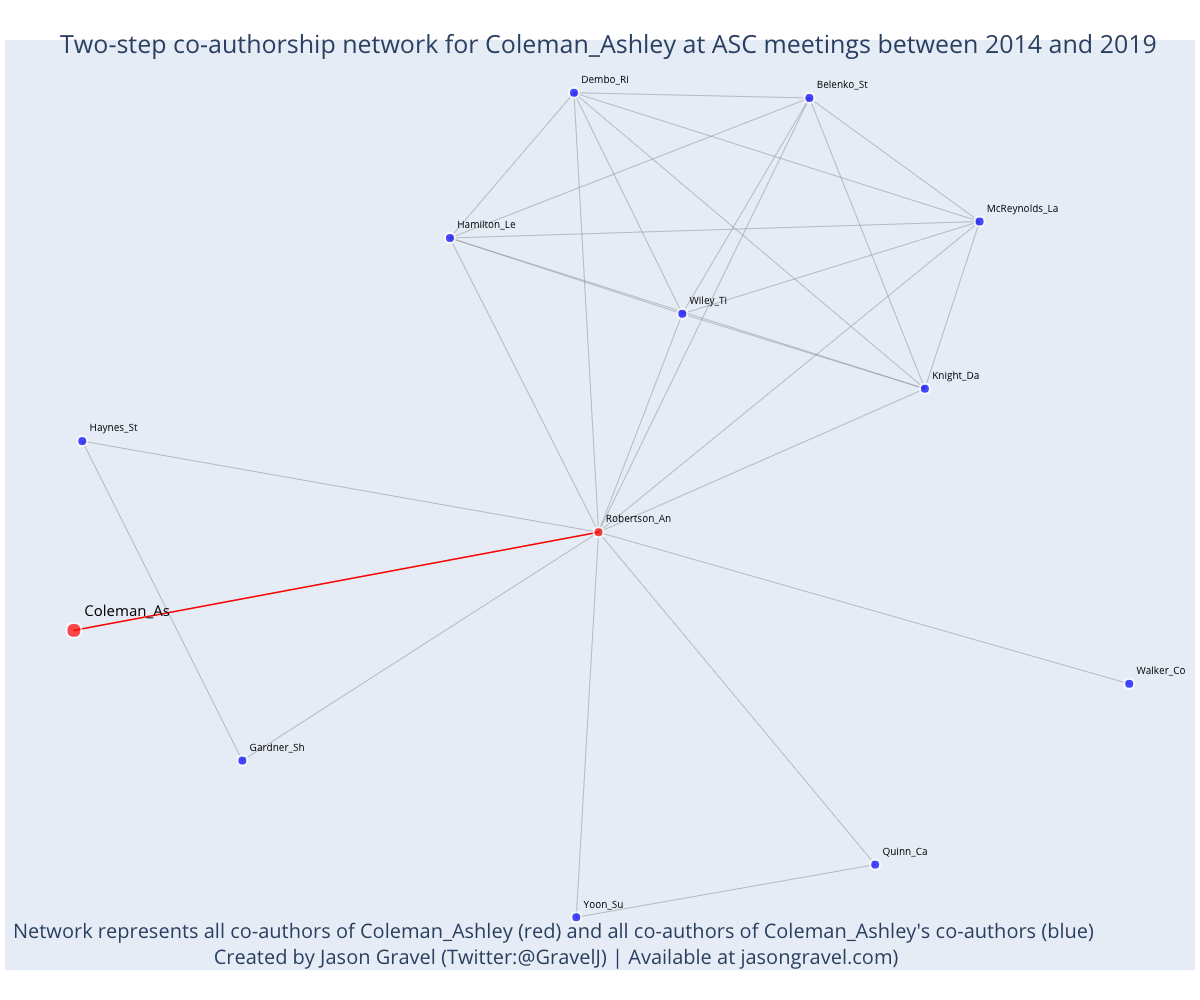 Two-step co-authorship network for Coleman_Ashley at ASC meetings between 2014 and 2019
Dembo_Ri
Belenko_St
McReynolds_La
Hamilton_Le
Wiley_Ti
Knight_Da
Haynes_St
Robertson_An
Coleman_As
Walker_Co
Gardner_Sh
Quinn_Ca
Yoon_Su
Network represents all co-authors of Coleman_Ashley (red) and all co-authors of Coleman_Ashley's co-authors (blue)
Created by Jason Gravel (Twitter:@GravelJ) | Available at jasongravel.com)